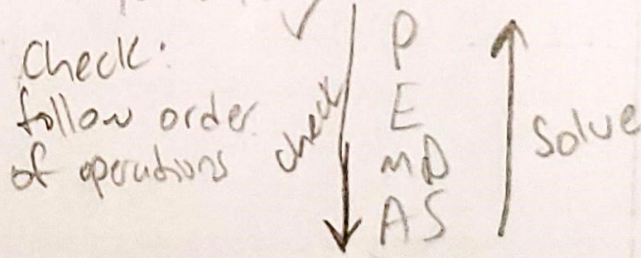 Check:
follow order
of operations
check
P
E
MD
AS
Solve